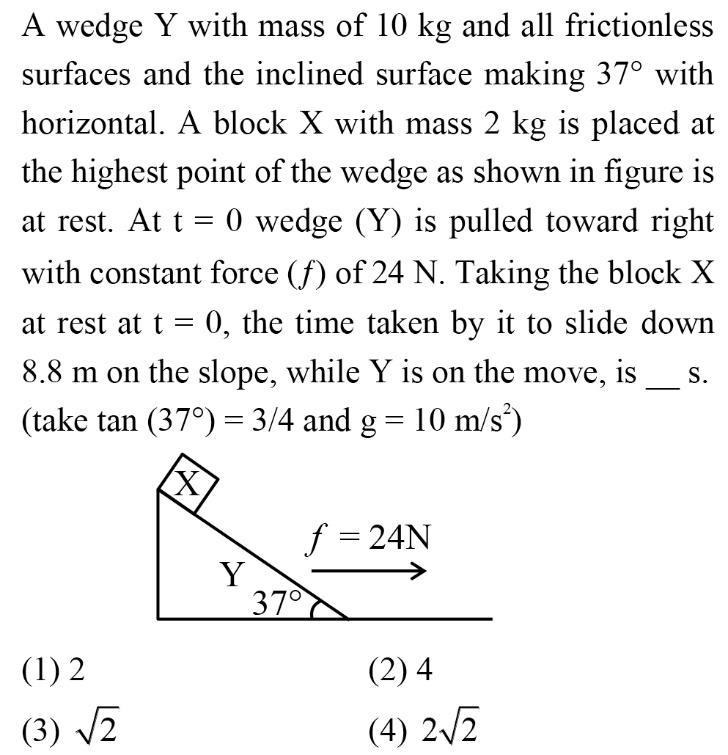 A wedge Y with mass of 10 kg and all frictionless
surfaces and the inclined surface making 37° with
horizontal. A block X with mass 2 kg is placed at
the highest point of the wedge as shown in figure is
at rest. At t = 0 wedge (Y) is pulled toward right
with constant force (f) of 24 N. Taking the block X
at rest at t = 0, the time taken by it to slide down
8.8 m on the slope, while Y is on the move, is __ s.
(take tan (37°) = 3/4 and g = 10 m/s²)
X
f = 24N
Y
37°
(1) 2 (2) 4
(3) √2 (4) 2√2